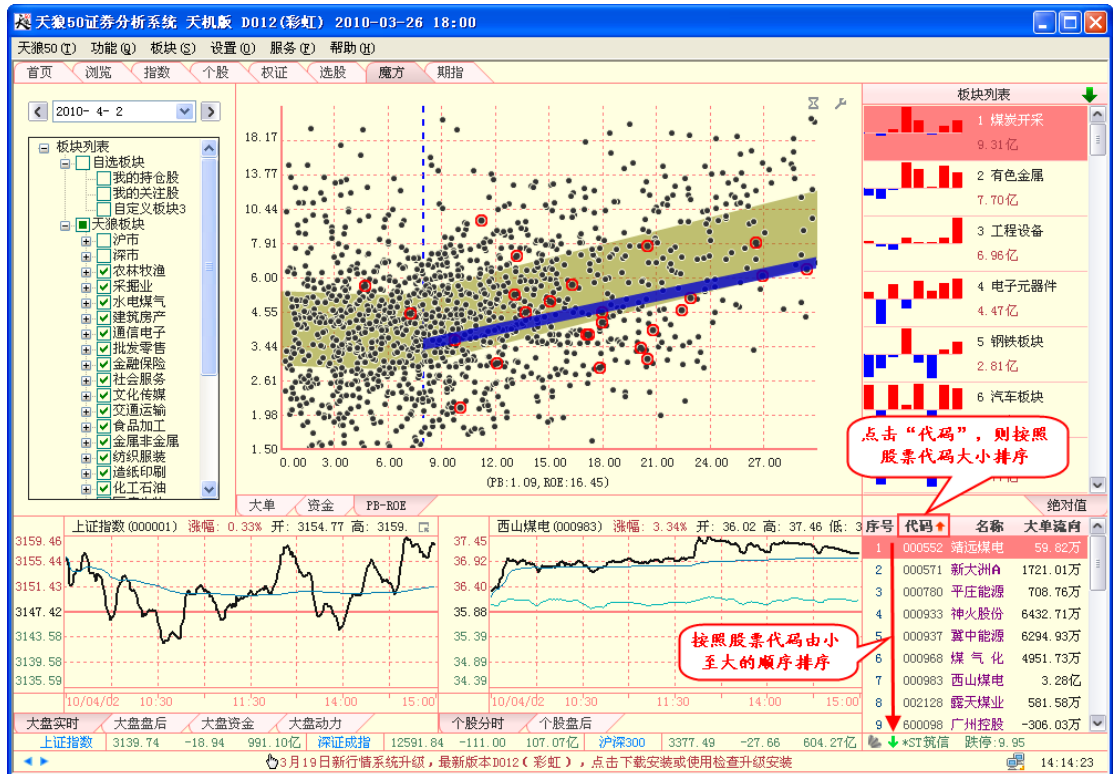 天狼50证券分析系统 天机版 D012(彩虹) 2010-03-26 18:00
天狼50(T) 功能(Q) 板块(S) 设置(O) 服务(F) 帮助(H)
首页 浏览 指数 个股 权证 选股 魔方 期指
2010- 4- 2
板块列表
自选板块
我的持仓股
我的关注股
自定义板块3
天狼板块
沪市
深市
农林牧渔
采掘业
水电煤气
建筑房产
通信电子
批发零售
金融保险
社会服务
文化传媒
交通运输
食品加工
金属非金属
纺织服装
造纸印刷
化工石油
18.17
13.77
10.44
7.91
6.00
4.55
3.44
2.61
1.98
1.50
0.00 3.00 6.00 9.00 12.00 15.00 18.00 21.00 24.00 27.00
(PB:1.09,ROE:16.45)
大单 资金 PB-ROE
板块列表
1 煤炭开采
9.31亿
2 有色金属
7.70亿
3 工程设备
6.96亿
4 电子元器件
4.47亿
5 钢铁板块
2.81亿
6 汽车板块
点击“代码”，则按照
股票代码大小排序
绝对值
上证指数(000001) 涨幅: 0.33% 开: 3154.77 高: 3159.
3159.46
3155.44
3151.43
3147.42
3143.58
3139.58
3135.59
10/04/02 10:30 11:30 14:00 15:00
大盘实时 大盘盘后 大盘资金 大盘动力
西山煤电(000983) 涨幅: 3.34% 开: 36.02 高: 37.46 低: 3
37.45
36.92
36.40
35.88
35.39
34.89
34.39
10/04/02 10:30 11:30 14:00 15:00
个股分时 个股盘后
按照股票代码由小
至大的顺序排序
序号 代码 名称 大单流向
1 000552 靖远煤电 59.82万
2 000571 新大洲A 1721.01万
3 000780 平庄能源 708.76万
4 000933 神火股份 6432.71万
5 000937 冀中能源 6294.93万
6 000968 煤 气 化 4951.73万
7 000983 西山煤电 3.28亿
8 002128 露天煤业 581.58万
9 600098 广州控股 -306.03万
上证指数 3139.74 -18.94 991.10亿 深证成指 12591.84 -111.00 107.07亿 沪深300 3377.49 -27.66 604.27亿 *ST筑信 跌停:9.95
3月19日新行情系统升级，最新版本D012(彩虹)，点击下载安装或使用检查升级安装 14:14:23